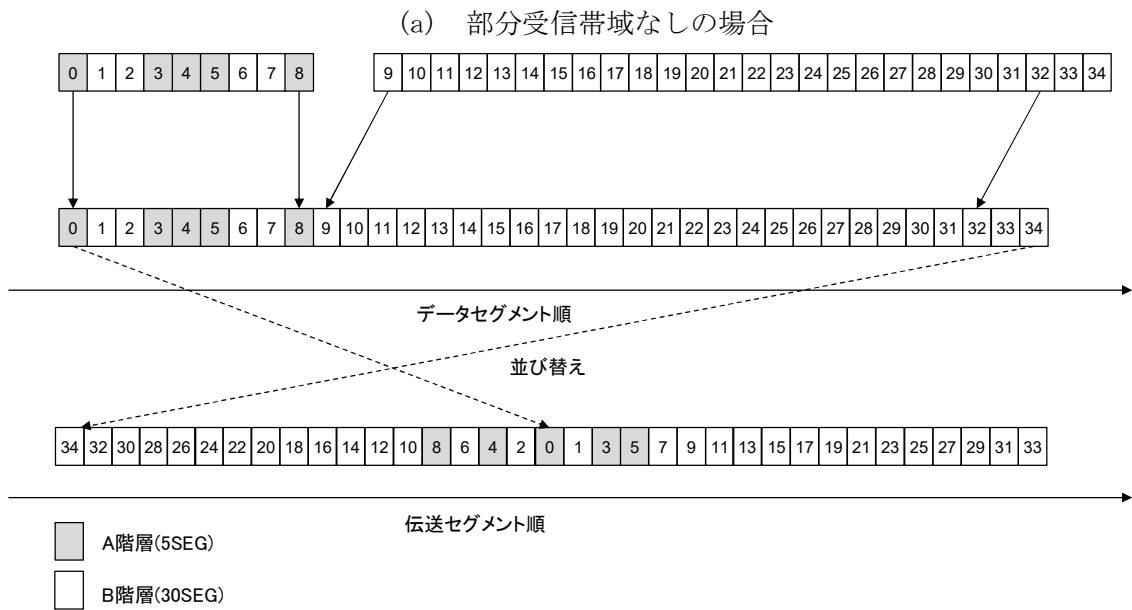 (a) 部分受信帯域なしの場合
0 1 2 3 4 5 6 7 8 9 10 11 12 13 14 15 16 17 18 19 20 21 22 23 24 25 26 27 28 29 30 31 32 33 34
0 1 2 3 4 5 6 7 8 9 10 11 12 13 14 15 16 17 18 19 20 21 22 23 24 25 26 27 28 29 30 31 32 33 34
データセグメント順
並び替え
34 32 30 28 26 24 22 20 18 16 14 12 10 8 6 4 2 0 1 3 5 7 9 11 13 15 17 19 21 23 25 27 29 31 33
伝送セグメント順
A階層(5SEG)
B階層(30SEG)